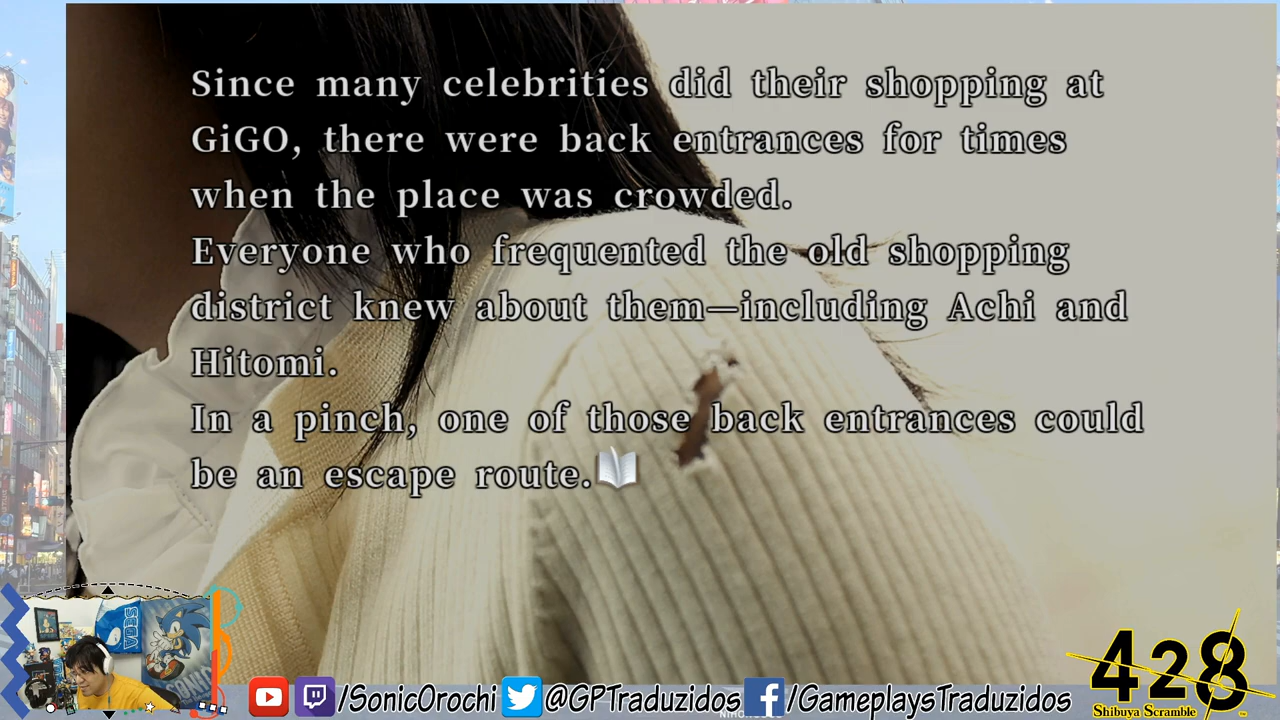 Since many celebrities did their shopping at
GiGO, there were back entrances for times
when the place was crowded.
Everyone who frequented the old shopping
district knew about them—including Achi and
Hitomi.
In a pinch, one of those back entrances could
be an escape route.
SEGA
SONIC
/SonicOrochi @GPTraduzidos /GameplaysTraduzidos
428
Shibuya Scramble